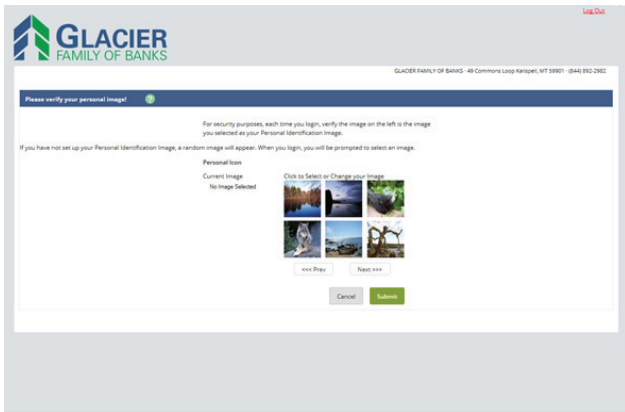 Log Out
GLACIER
FAMILY OF BANKS
GLACIER FAMILY OF BANKS - 49 Commons Loop Kalispell, MT 59901 - (844) 892-2982
Please verify your personal image! ?
For security purposes, each time you login, verify the image on the left is the image
you selected as your Personal Identification Image.
If you have not set up your Personal Identification Image, a random image will appear. When you login, you will be prompted to select an image.
Personal Icon
Current Image
Click to Select or Change your Image
No Image Selected
<<< Prev
Next >>>
Cancel
Submit